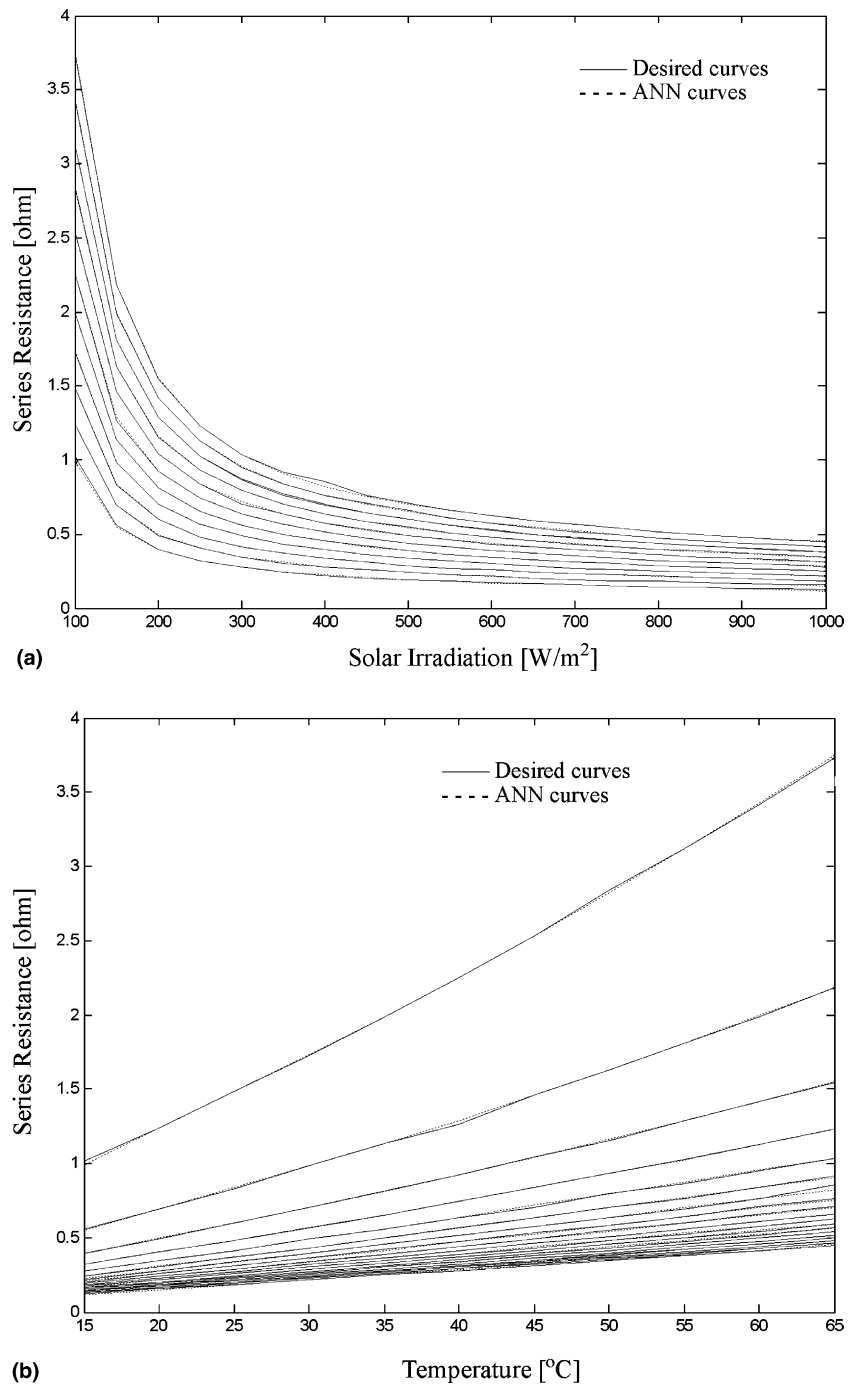 4
3.5
3
2.5
2
1.5
1
0.5
0
Series Resistance [ohm]
Desired curves
ANN curves
100 200 300 400 500 600 700 800 900 1000
(a)
Solar Irradiation [W/m²]
4
3.5
3
2.5
2
1.5
1
0.5
0
Series Resistance [ohm]
Desired curves
ANN curves
15 20 25 30 35 40 45 50 55 60 65
(b)
Temperature [°C]